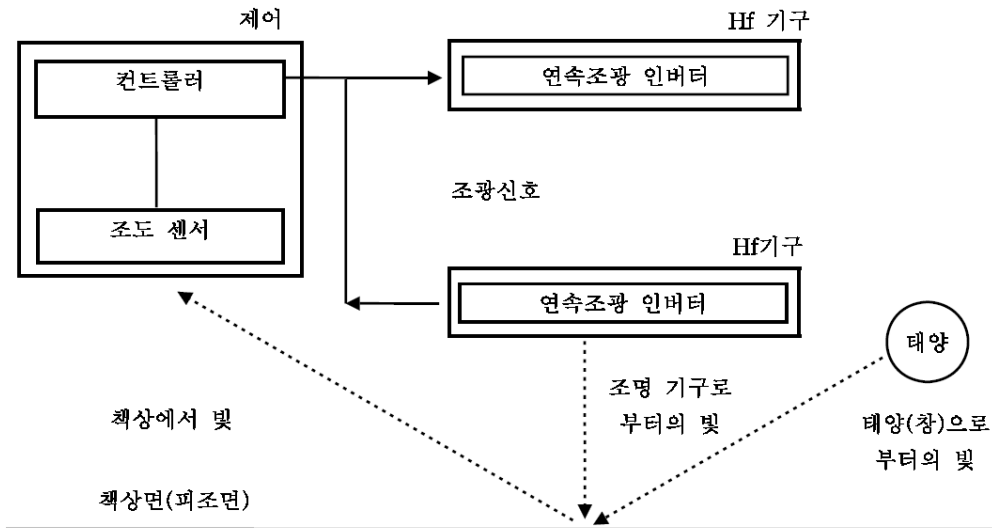 제어
Hf 기구
컨트롤러
연속조광 인버터
조광신호
조도 센서
Hf기구
연속조광 인버터
태양
조명 기구로
부터의 빛
책상에서 빛
태양(참)으로
부터의 빛
책상면(피조면)